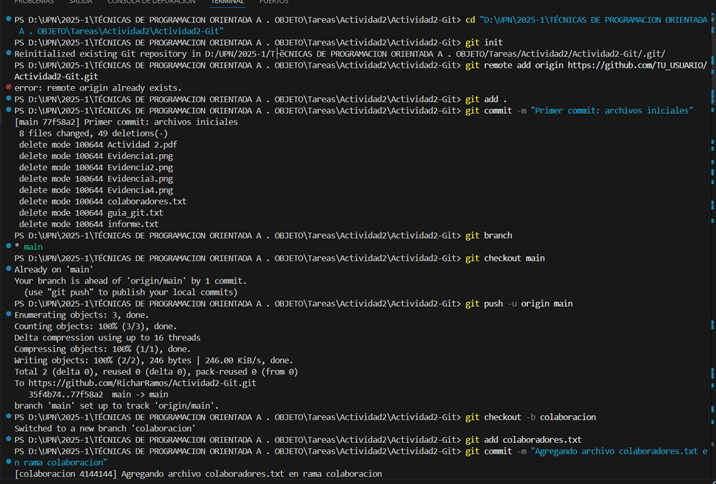 PROBLEMAS SALIDA CONSOLA DE DEPURACIÓN TERMINAL PUERTOS
PS D:\UPN\2025-1\TÉCNICAS DE PROGRAMACION ORIENTADA A . OBJETO\Tareas\Actividad2\Actividad2-Git> cd "D:\UPN\2025-1\TÉCNICAS DE PROGRAMACION ORIENTADA
A . OBJETO\Tareas\Actividad2\Actividad2-Git"
PS D:\UPN\2025-1\TÉCNICAS DE PROGRAMACION ORIENTADA A . OBJETO\Tareas\Actividad2\Actividad2-Git> git init
Reinitialized existing Git repository in D:/UPN/2025-1/TÉCNICAS DE PROGRAMACION ORIENTADA A . OBJETO/Tareas/Actividad2/Actividad2-Git/.git/
PS D:\UPN\2025-1\TÉCNICAS DE PROGRAMACION ORIENTADA A . OBJETO\Tareas\Actividad2\Actividad2-Git> git remote add origin https://github.com/TU_USUARIO/
Actividad2-Git.git
error: remote origin already exists.
PS D:\UPN\2025-1\TÉCNICAS DE PROGRAMACION ORIENTADA A . OBJETO\Tareas\Actividad2\Actividad2-Git> git add .
PS D:\UPN\2025-1\TÉCNICAS DE PROGRAMACION ORIENTADA A . OBJETO\Tareas\Actividad2\Actividad2-Git> git commit -m "Primer commit: archivos iniciales"
[main 77f58a2] Primer commit: archivos iniciales
8 files changed, 49 deletions(-)
delete mode 100644 Actividad 2.pdf
delete mode 100644 Evidencia1.png
delete mode 100644 Evidencia2.png
delete mode 100644 Evidencia3.png
delete mode 100644 Evidencia4.png
delete mode 100644 colaboradores.txt
delete mode 100644 guia_git.txt
delete mode 100644 informe.txt
PS D:\UPN\2025-1\TÉCNICAS DE PROGRAMACION ORIENTADA A . OBJETO\Tareas\Actividad2\Actividad2-Git> git branch
* main
PS D:\UPN\2025-1\TÉCNICAS DE PROGRAMACION ORIENTADA A . OBJETO\Tareas\Actividad2\Actividad2-Git> git checkout main
Already on 'main'
Your branch is ahead of 'origin/main' by 1 commit.
(use "git push" to publish your local commits)
PS D:\UPN\2025-1\TÉCNICAS DE PROGRAMACION ORIENTADA A . OBJETO\Tareas\Actividad2\Actividad2-Git> git push -u origin main
Enumerating objects: 3, done.
Counting objects: 100% (3/3), done.
Delta compression using up to 16 threads
Compressing objects: 100% (1/1), done.
Writing objects: 100% (2/2), 246 bytes | 246.00 KiB/s, done.
Total 2 (delta 0), reused 0 (delta 0), pack-reused 0 (from 0)
To https://github.com/RicharRamos/Actividad2-Git.git
35f4b74..77f58a2 main -> main
branch 'main' set up to track 'origin/main'.
PS D:\UPN\2025-1\TÉCNICAS DE PROGRAMACION ORIENTADA A . OBJETO\Tareas\Actividad2\Actividad2-Git> git checkout -b colaboracion
Switched to a new branch 'colaboracion'
PS D:\UPN\2025-1\TÉCNICAS DE PROGRAMACION ORIENTADA A . OBJETO\Tareas\Actividad2\Actividad2-Git> git add colaboradores.txt
PS D:\UPN\2025-1\TÉCNICAS DE PROGRAMACION ORIENTADA A . OBJETO\Tareas\Actividad2\Actividad2-Git> git commit -m "Agregando archivo colaboradores.txt e
n rama colaboracion"
[colaboracion 4144144] Agregando archivo colaboradores.txt en rama colaboracion